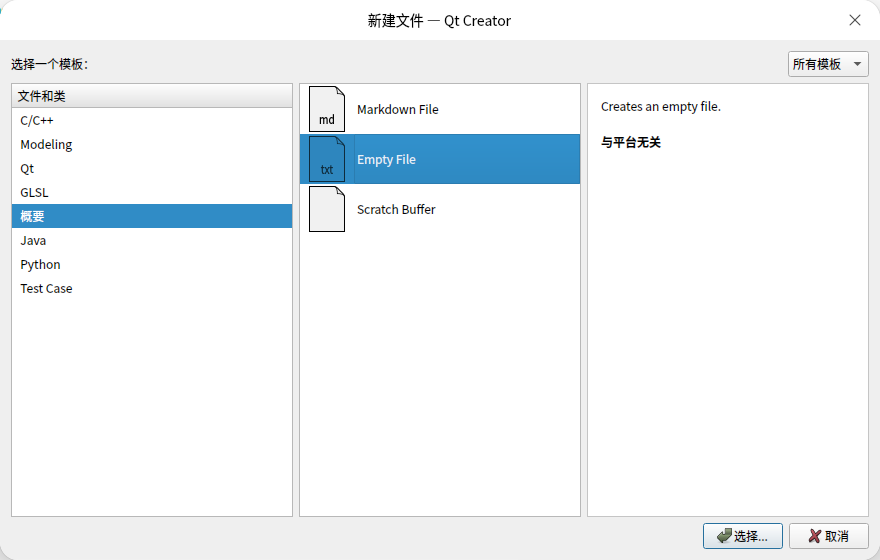 新建文件 — Qt Creator
选择一个模板：
所有模板
文件和类
C/C++
Modeling
Qt
GLSL
概要
Java
Python
Test Case
md
Markdown File
txt
Empty File
Scratch Buffer
Creates an empty file.
与平台无关
选择...
取消